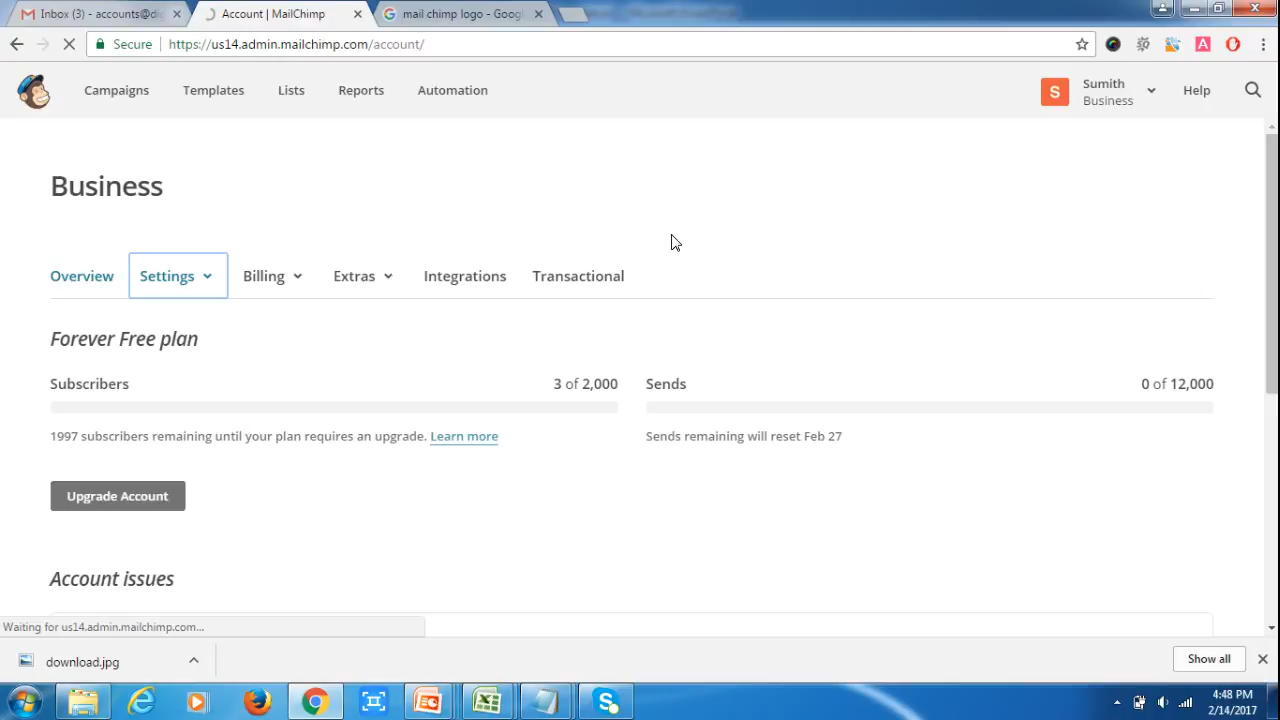 Inbox (3) - accounts@di
Account | MailChimp
mail chimp logo - Googl
Secure
https://us14.admin.mailchimp.com/account/
Campaigns
Templates
Lists
Reports
Automation
S
Sumith
Business
Help
Business
Overview
Settings
Billing
Extras
Integrations
Transactional
Forever Free plan
Subscribers
3 of 2,000
Sends
0 of 12,000
1997 subscribers remaining until your plan requires an upgrade. Learn more
Sends remaining will reset Feb 27
Upgrade Account
Account issues
Waiting for us14.admin.mailchimp.com...
download.jpg
Show all
4:48 PM
2/14/2017